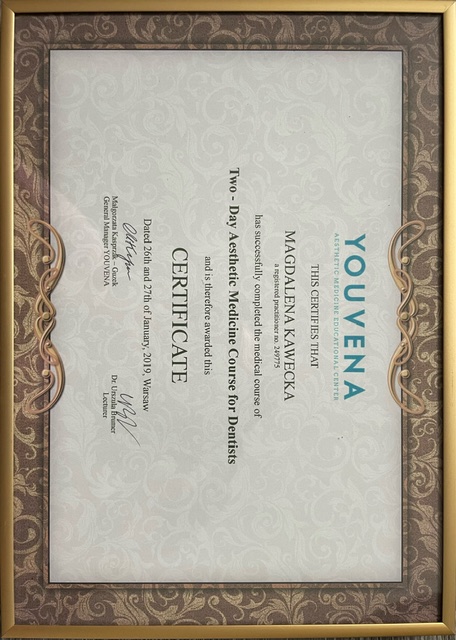 YOUVENA
AESTHETIC MEDICINE EDUCATIONAL CENTER
THIS CERTIFIES THAT
MAGDALENA KAWECKA
a registered practitioner no. 249775
has successfully completed the medical course of
Two - Day Aesthetic Medicine Course for Dentists
and is therefore awarded this
CERTIFICATE
Dated 26th and 27th of January, 2019, Warsaw
Małgorzata Kasprzak - Guzek
General Manager YOUVENA
Dr. Urszula Brumer
Lecturer